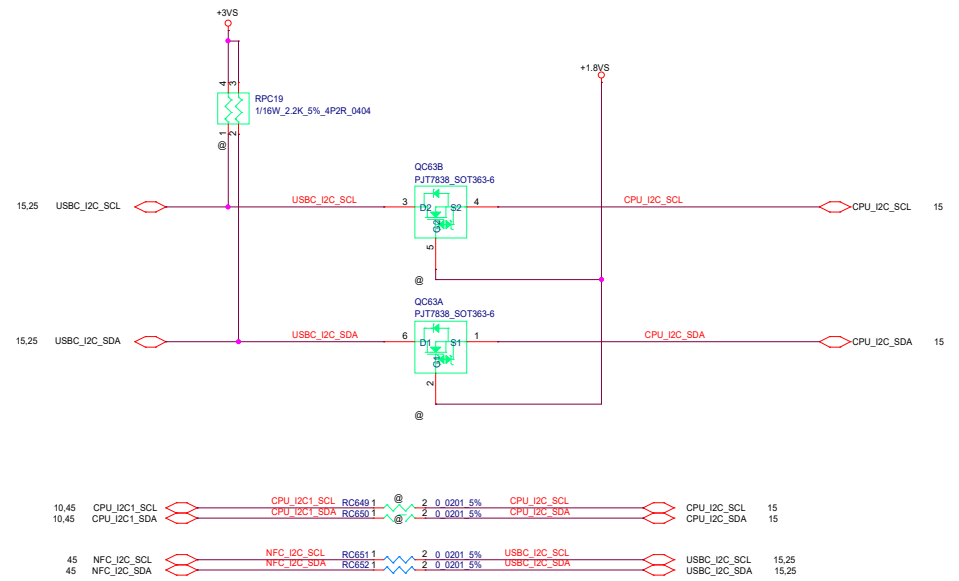 +3VS
+1.8VS
4 3
RPC19
1/16W_2.2K_5%_4P2R_0404
1 2
@
QC63B
PJT7838_SOT363-6
15,25 USBC_I2C_SCL USBC_I2C_SCL 3 D2 S2 4 CPU_I2C_SCL CPU_I2C_SCL 15
G2
5
@
QC63A
PJT7838_SOT363-6
15,25 USBC_I2C_SDA USBC_I2C_SDA 6 D1 S1 1 CPU_I2C_SDA CPU_I2C_SDA 15
G1
2
@
10,45 CPU_I2C1_SCL CPU_I2C1_SCL RC649 1 @ 2 0_0201_5% CPU_I2C_SCL CPU_I2C_SCL 15
10,45 CPU_I2C1_SDA CPU_I2C1_SDA RC650 1 @ 2 0_0201_5% CPU_I2C_SDA CPU_I2C_SDA 15
45 NFC_I2C_SCL NFC_I2C_SCL RC651 1 2 0_0201_5% USBC_I2C_SCL USBC_I2C_SCL 15,25
45 NFC_I2C_SDA NFC_I2C_SDA RC652 1 2 0_0201_5% USBC_I2C_SDA USBC_I2C_SDA 15,25